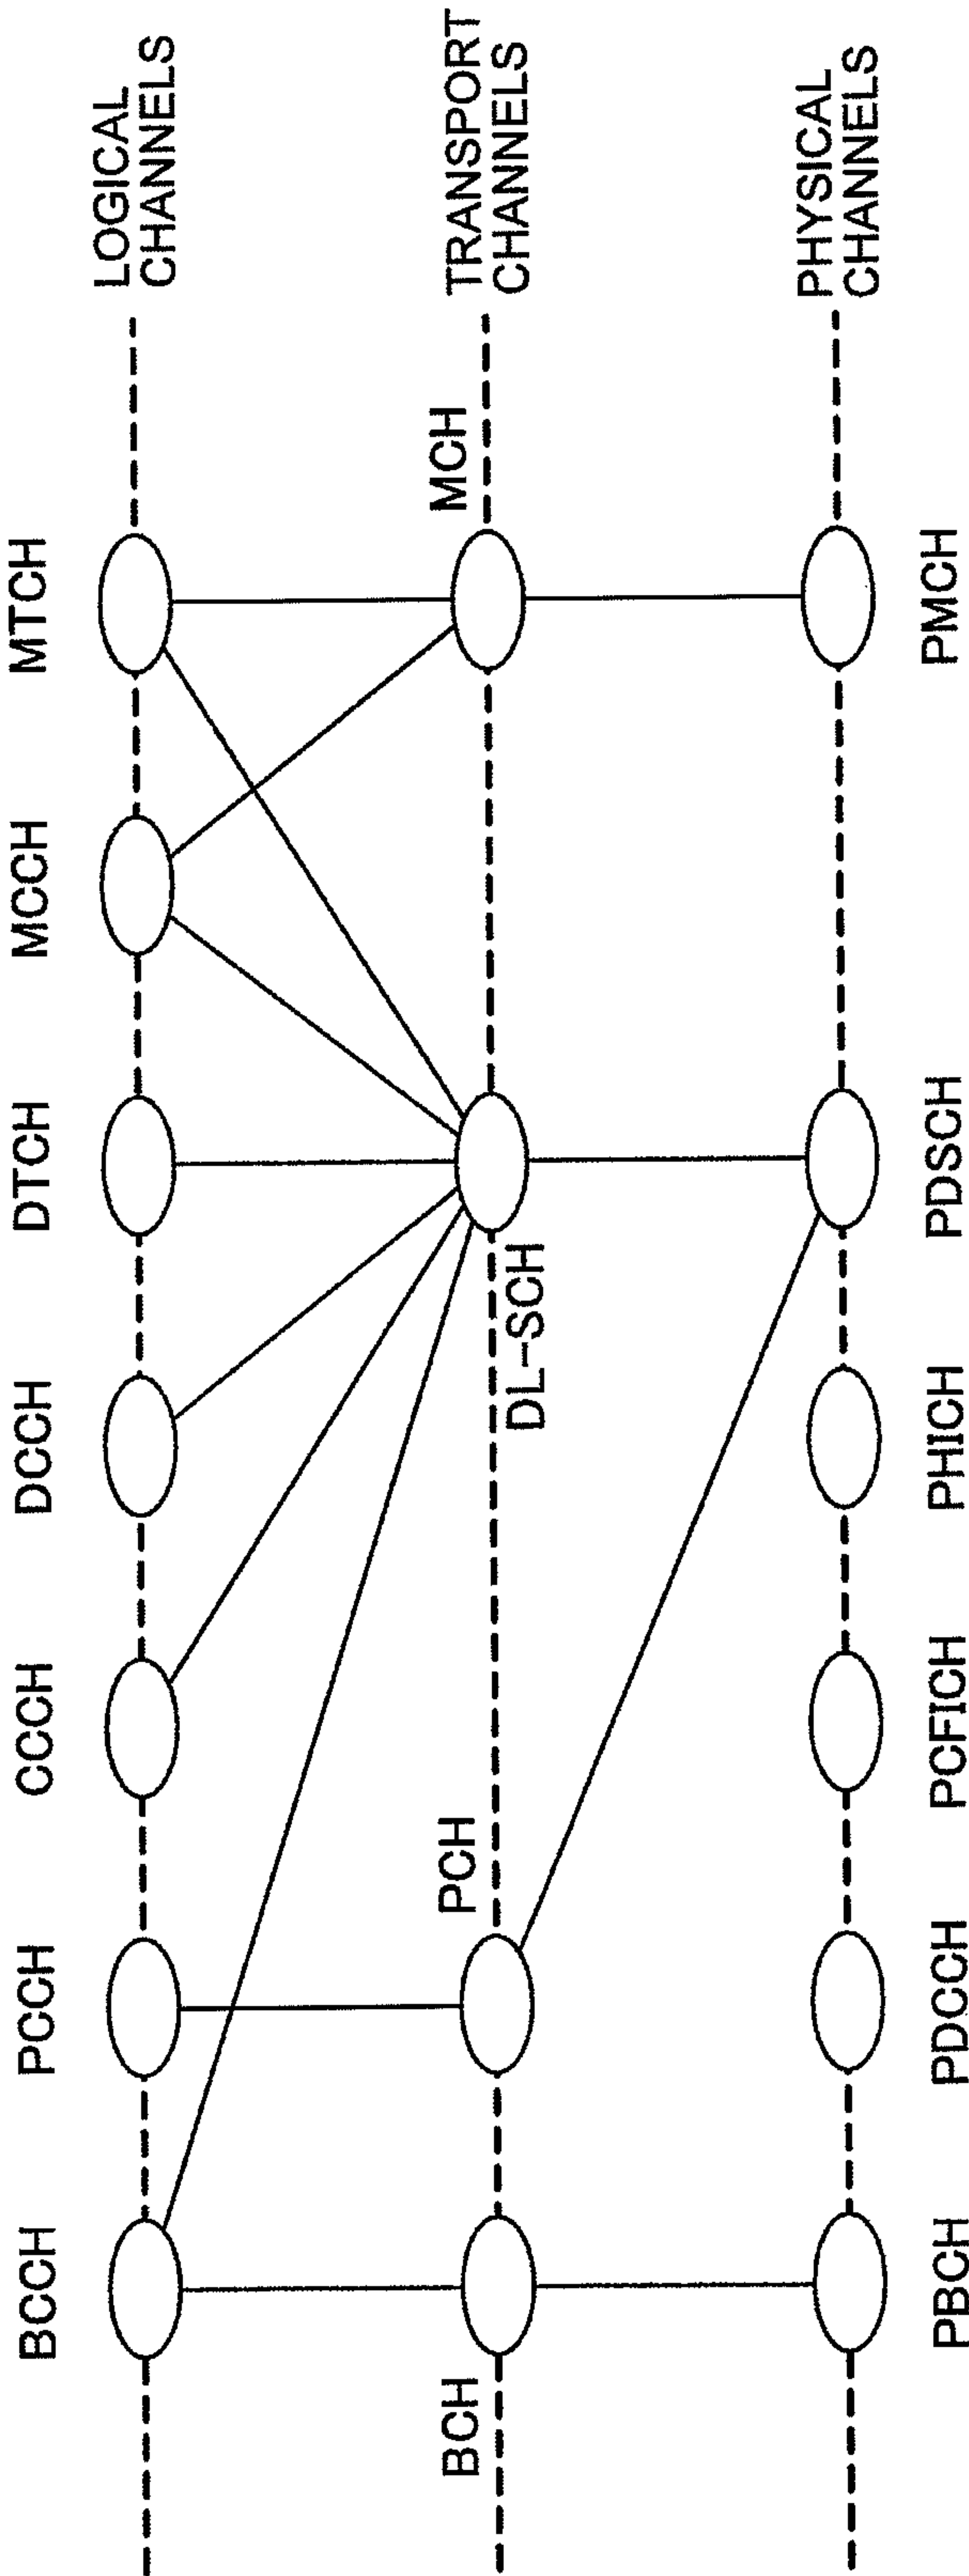 BCCH
PCCH
CCCH
DCCH
DTCH
MCCH
MTCH
LOGICAL
CHANNELS
BCH
PCH
DL-SCH
MCH
TRANSPORT
CHANNELS
PBCH
PDCCH
PCFICH
PHICH
PDSCH
PMCH
PHYSICAL
CHANNELS